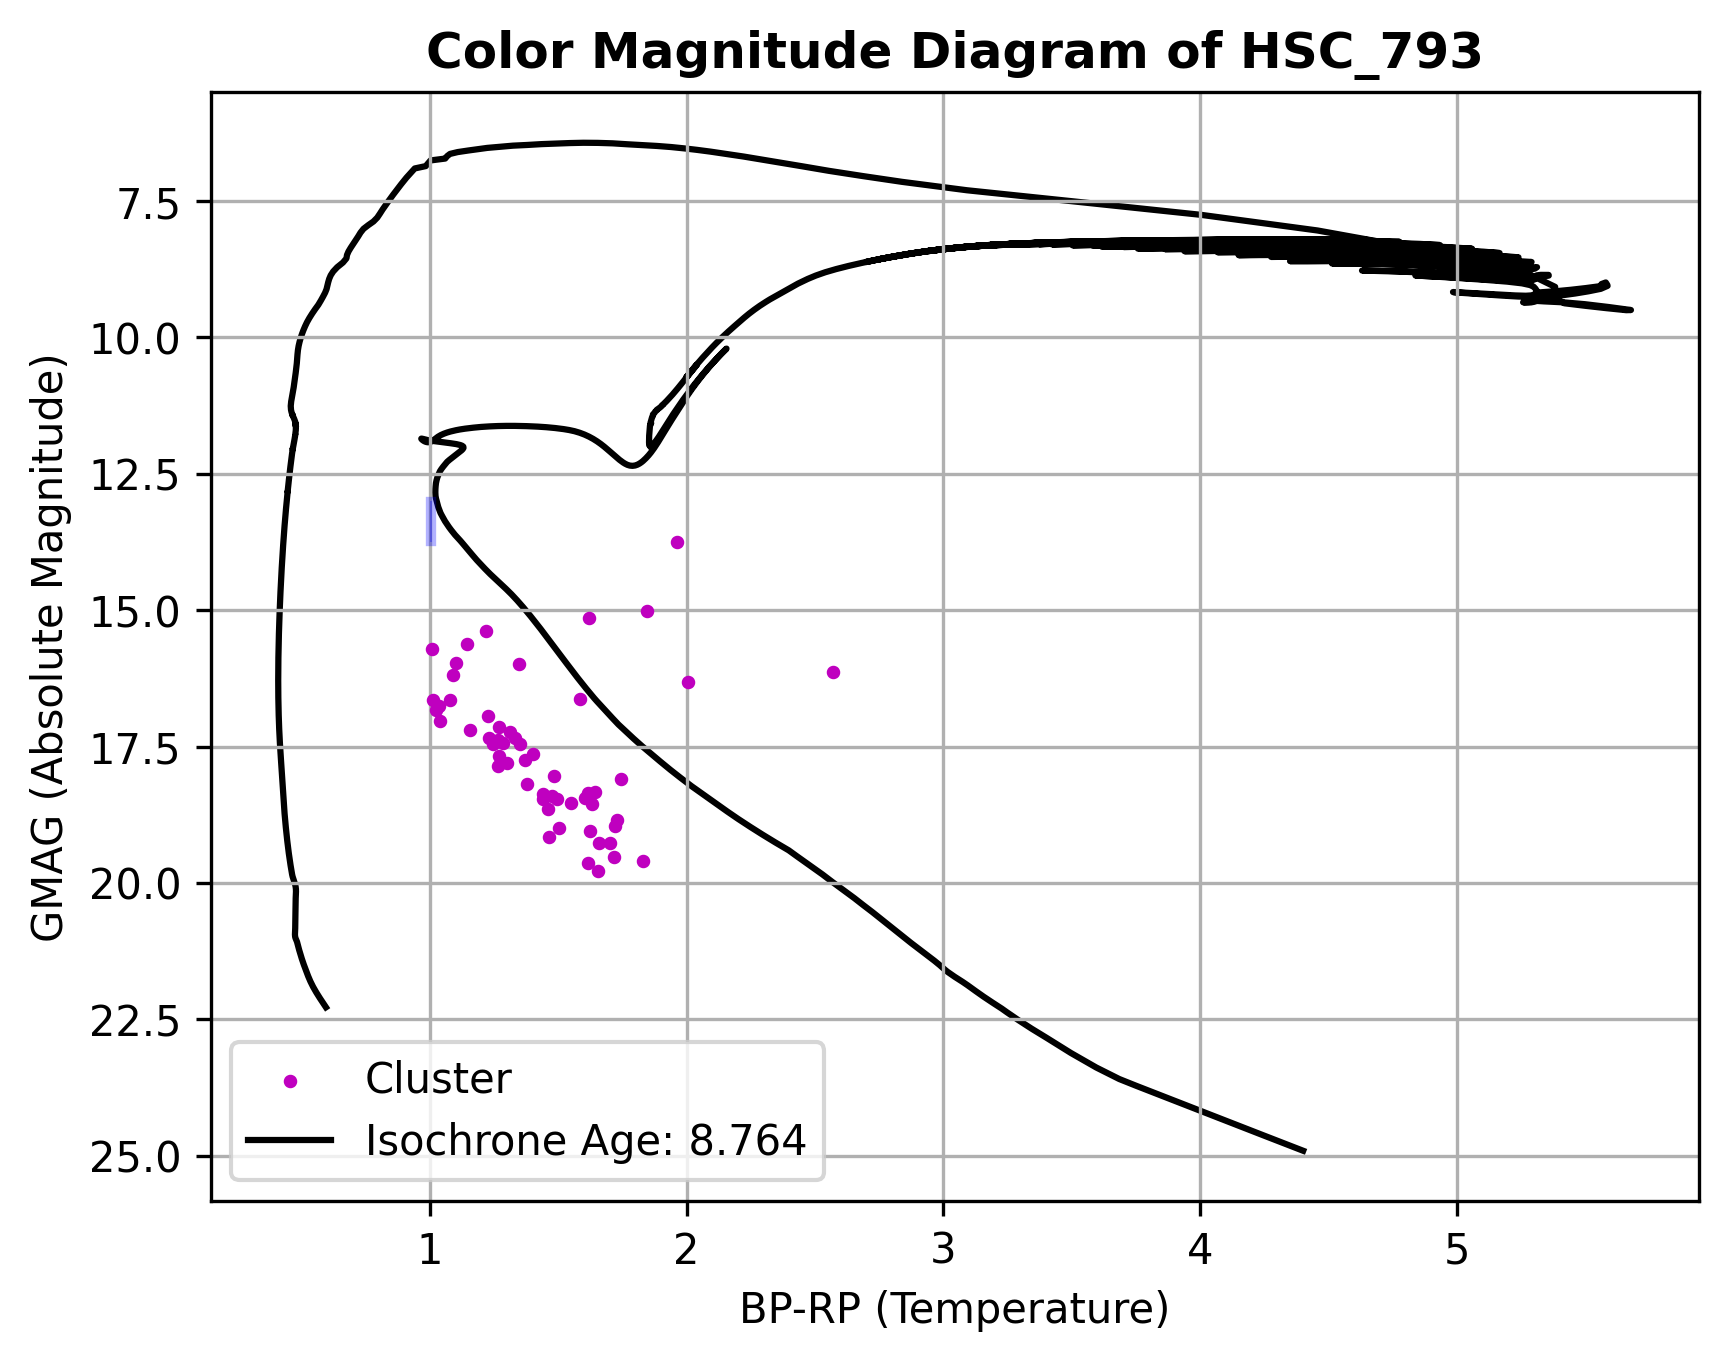 Color Magnitude Diagram of HSC_793
GMAG (Absolute Magnitude)
7.5
10.0
12.5
15.0
17.5
20.0
22.5
25.0
Cluster
Isochrone Age: 8.764
1 2 3 4 5
BP-RP (Temperature)